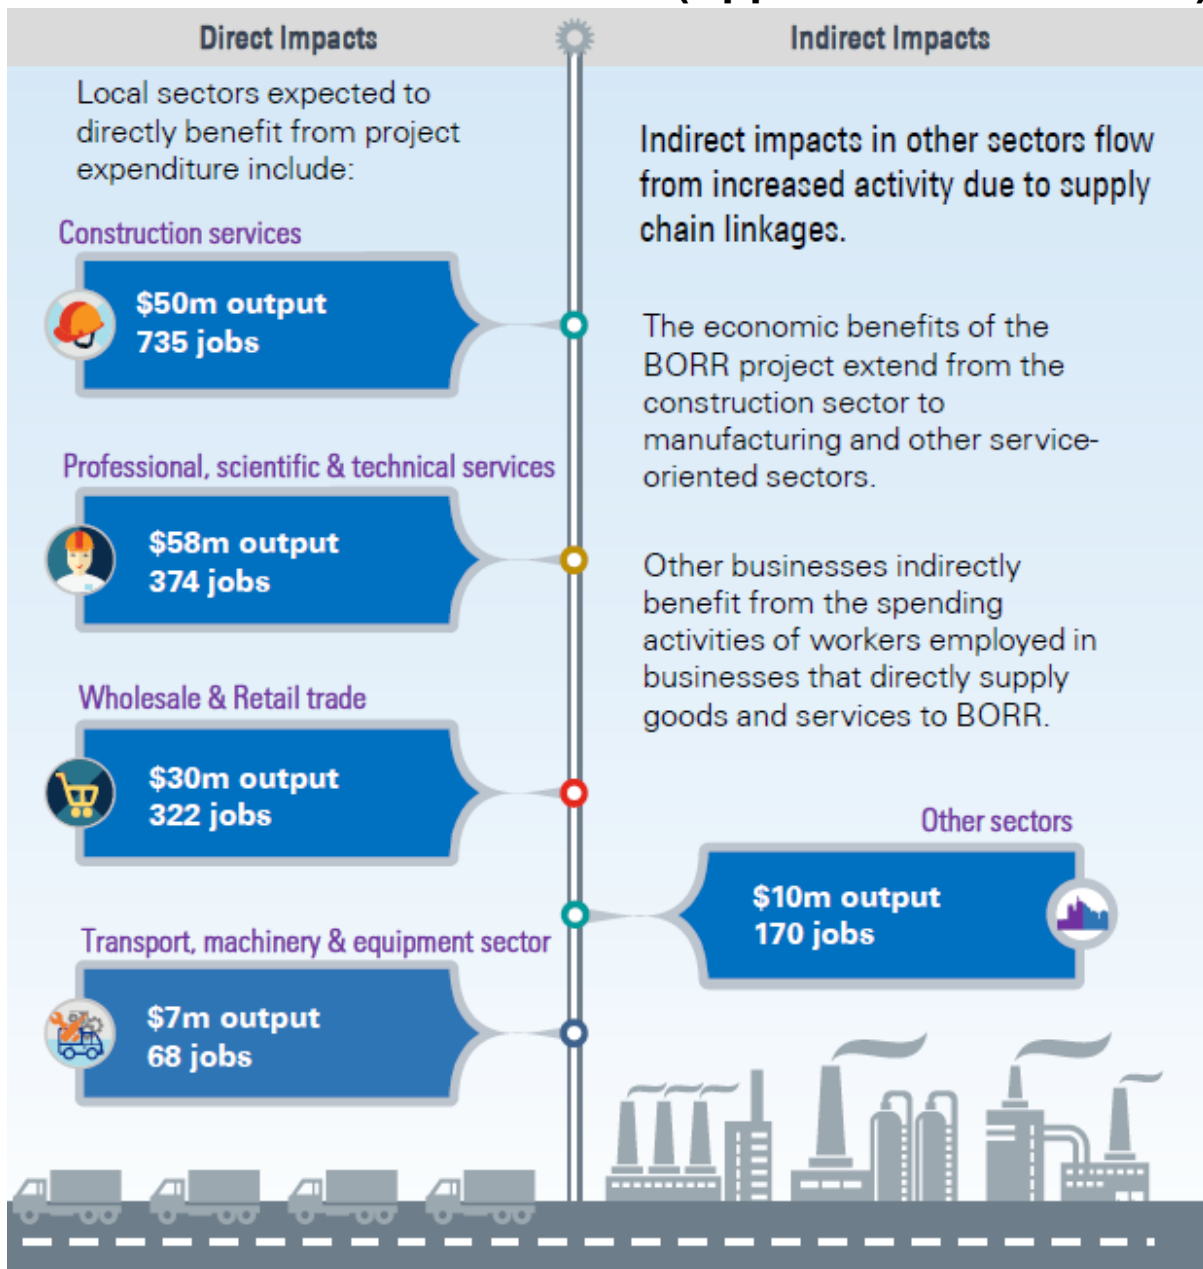 Direct Impacts
Local sectors expected to
directly benefit from project
expenditure include:
Construction services
$50m output
735 jobs
Professional, scientific & technical services
$58m output
374 jobs
Wholesale & Retail trade
$30m output
322 jobs
Transport, machinery & equipment sector
$7m output
68 jobs
Indirect Impacts
Indirect impacts in other sectors flow
from increased activity due to supply
chain linkages.
The economic benefits of the
BORR project extend from the
construction sector to
manufacturing and other service-
oriented sectors.
Other businesses indirectly
benefit from the spending
activities of workers employed in
businesses that directly supply
goods and services to BORR.
Other sectors
$10m output
170 jobs